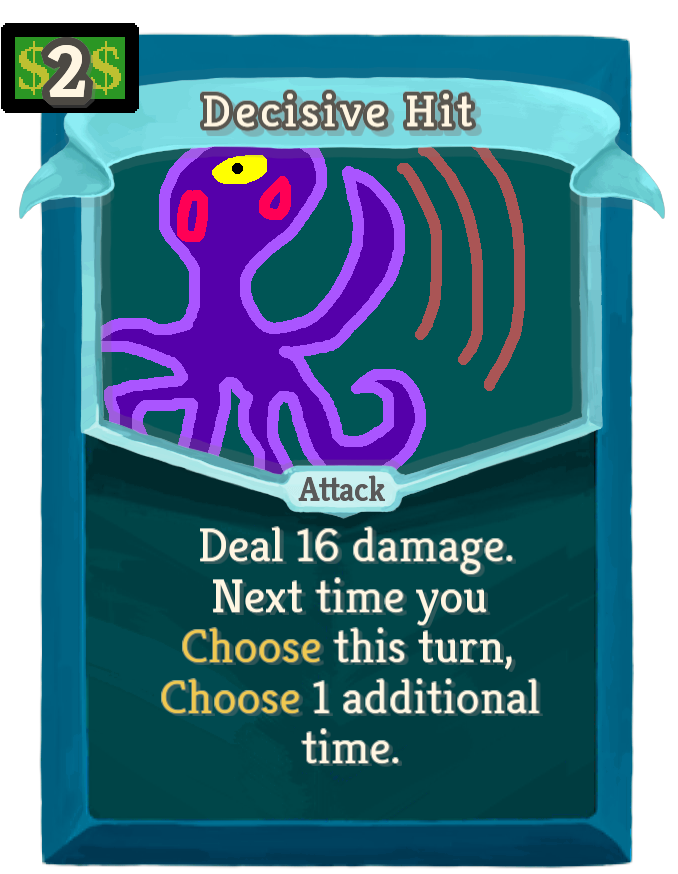 $2$
Decisive Hit
Attack
Deal 16 damage.
Next time you
Choose this turn,
Choose 1 additional
time.